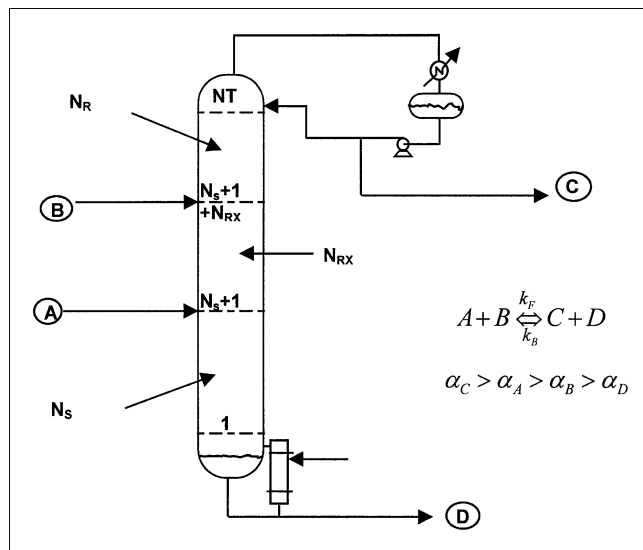 NT
N_R
N_S+1
+N_RX
B
C
N_RX
A
N_S+1
k_F
A + B ⇔ C + D
k_B
α_C > α_A > α_B > α_D
N_S
1
D